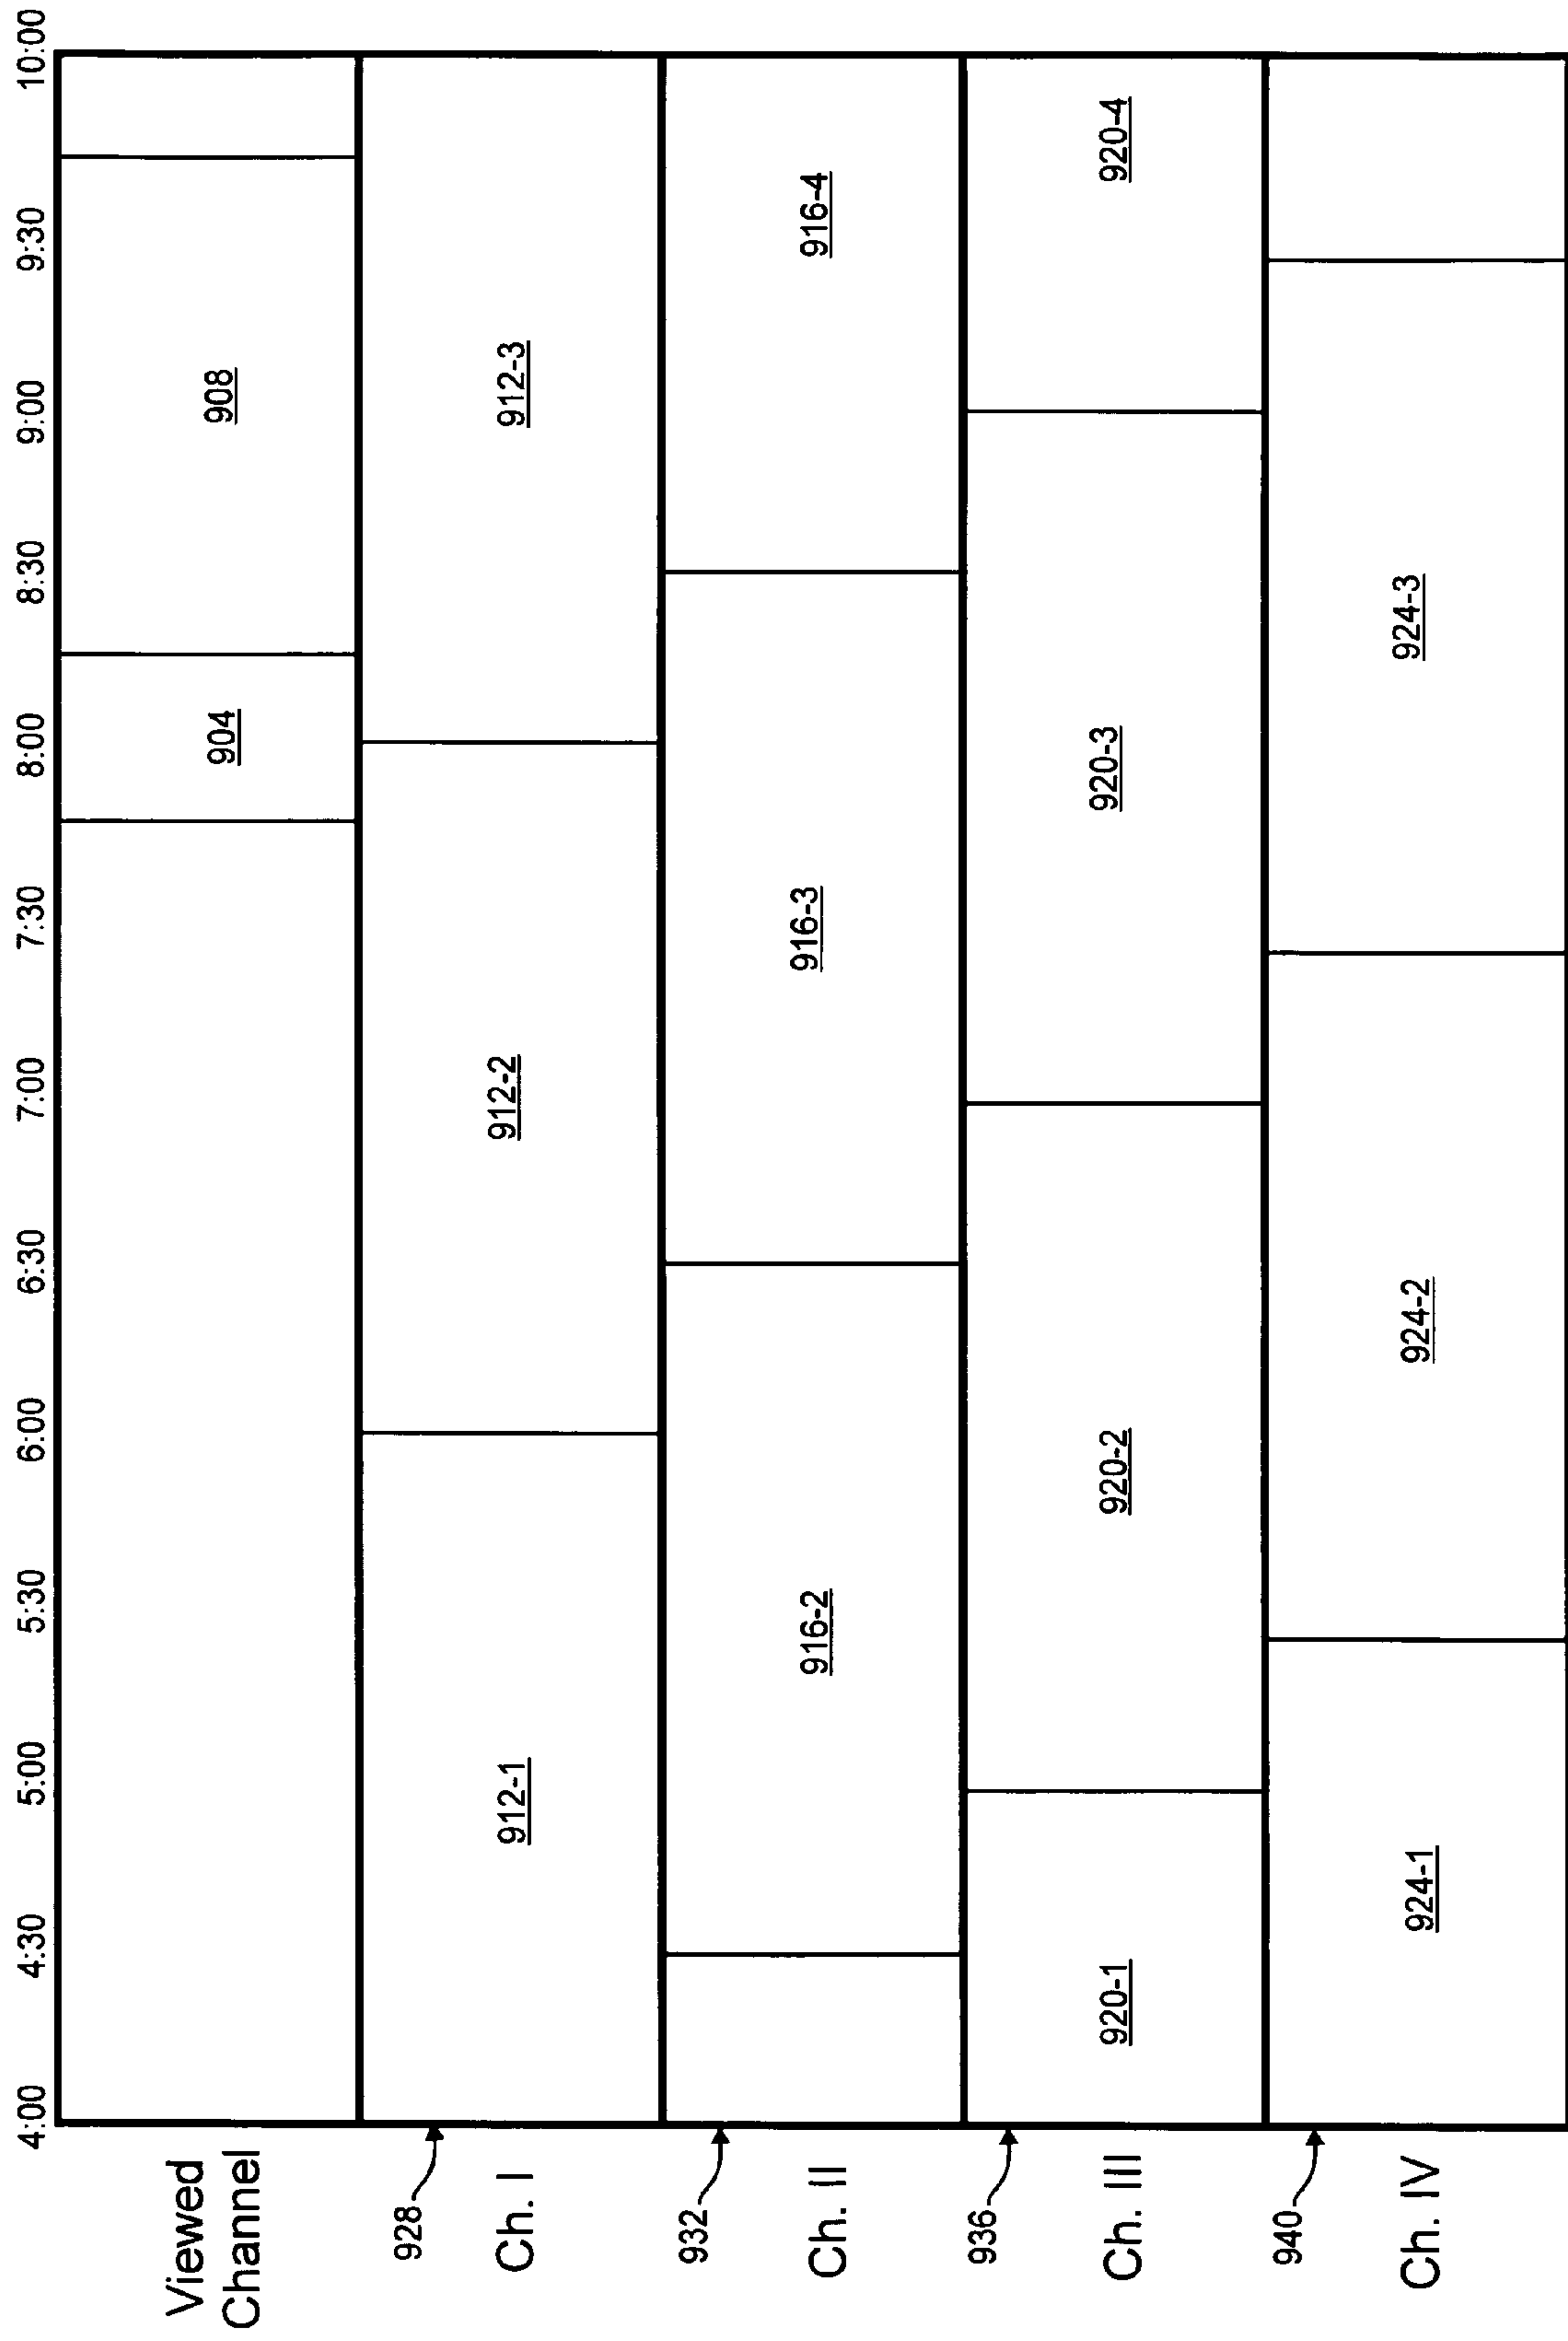 4:00 4:30 5:00 5:30 6:00 6:30 7:00 7:30 8:00 8:30 9:00 9:30 10:00
Viewed
Channel
904 908
928
Ch. I
912-1 912-2 912-3
932
Ch. II
916-2 916-3 916-4
936
Ch. III
920-1 920-2 920-3 920-4
940
Ch. IV
924-1 924-2 924-3